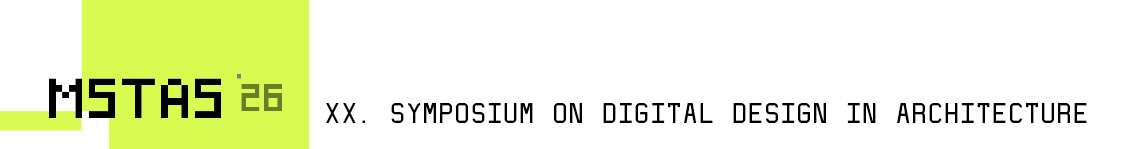 MSTAS '26
XX. SYMPOSIUM ON DIGITAL DESIGN IN ARCHITECTURE